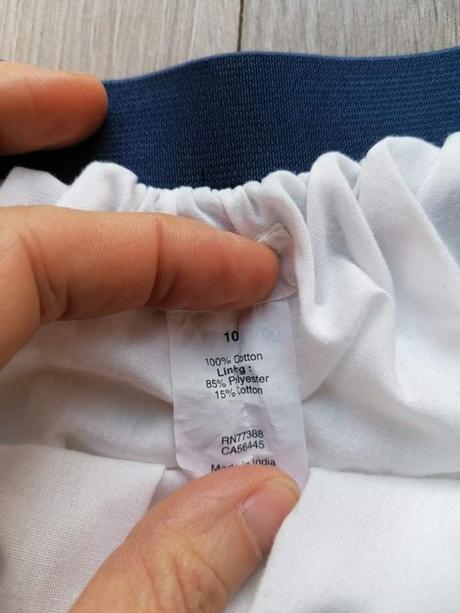 10
100% Cotton
Lining :
85% Polyester
15% Cotton
RN77388
CA56445
Made in India